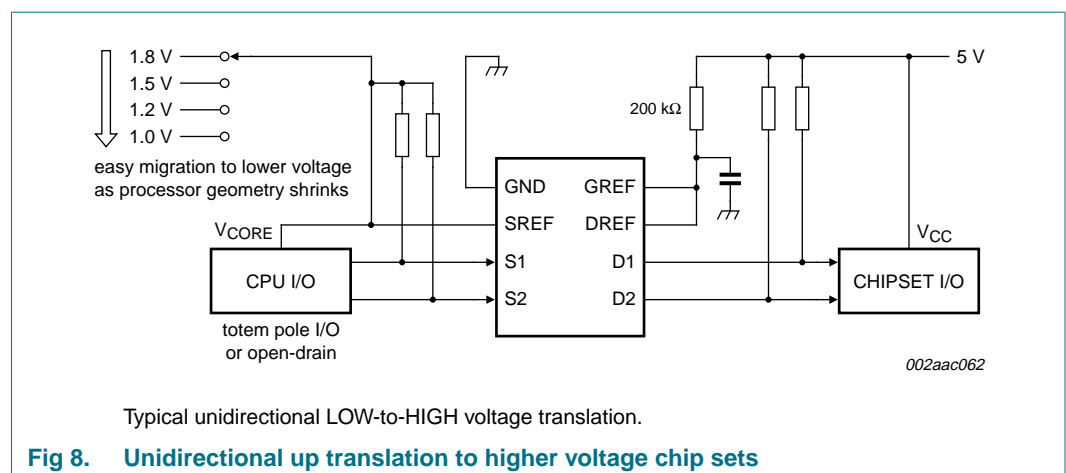 1.8 V
1.5 V
1.2 V
1.0 V
easy migration to lower voltage
as processor geometry shrinks
5 V
200 kΩ
GND
GREF
SREF
DREF
S1
D1
S2
D2
VCORE
CPU I/O
totem pole I/O
or open-drain
VCC
CHIPSET I/O
002aac062
Typical unidirectional LOW-to-HIGH voltage translation.
Fig 8. Unidirectional up translation to higher voltage chip sets